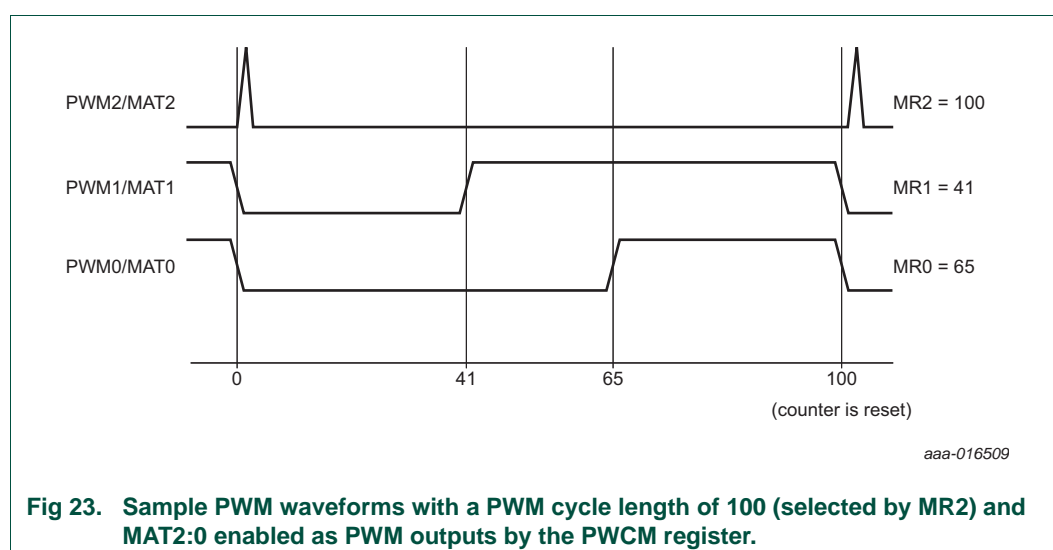 PWM2/MAT2
MR2 = 100
PWM1/MAT1
MR1 = 41
PWM0/MAT0
MR0 = 65
0
41
65
100
(counter is reset)
aaa-016509
Fig 23. Sample PWM waveforms with a PWM cycle length of 100 (selected by MR2) and
MAT2:0 enabled as PWM outputs by the PWCM register.